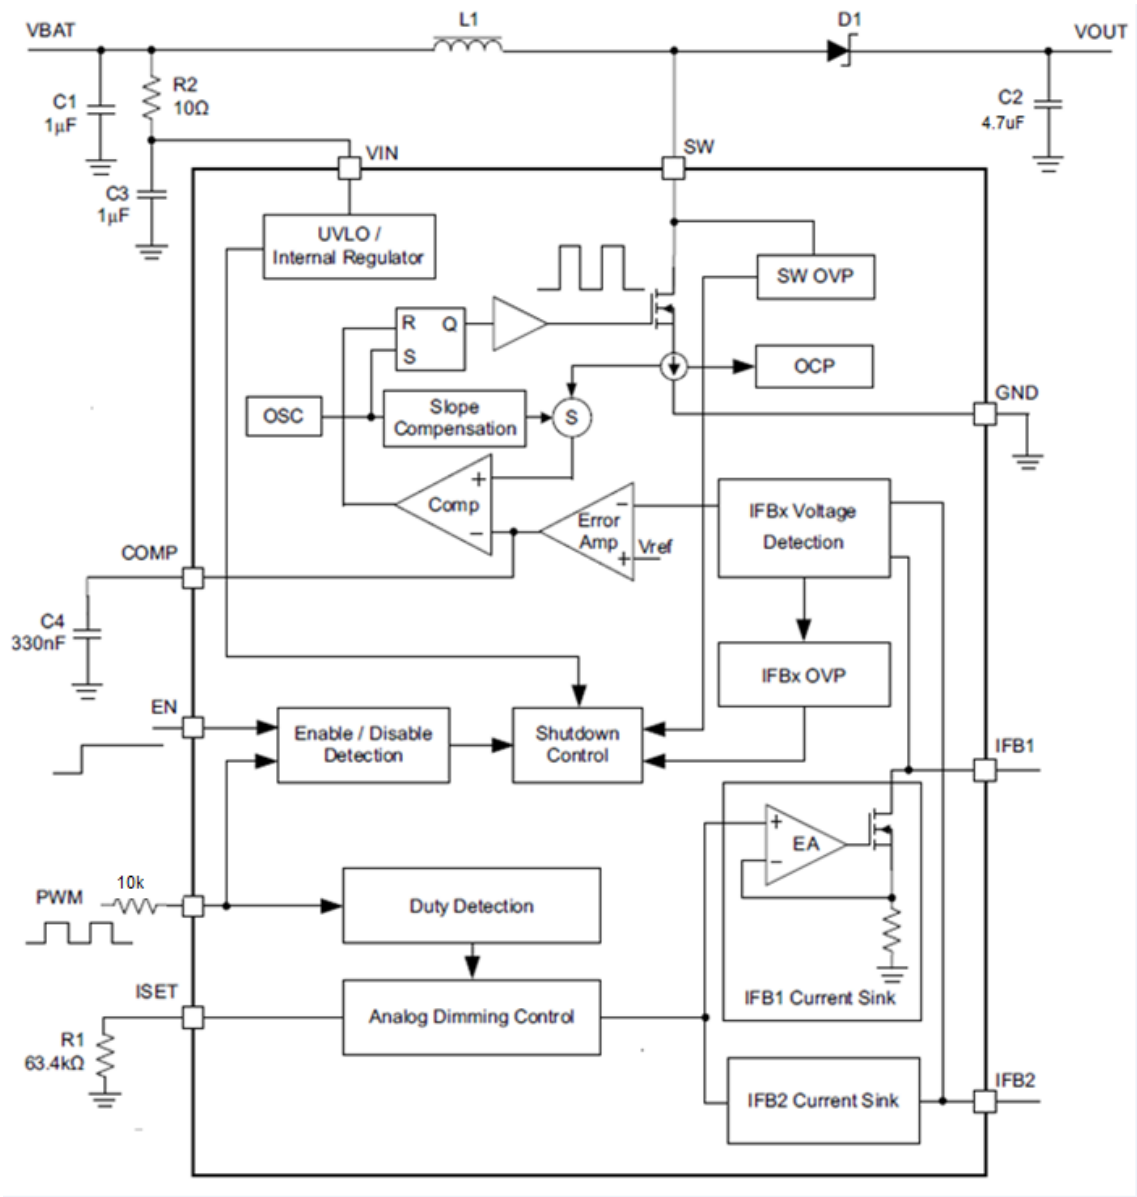 VBAT
L1
D1
VOUT
R2
10Ω
C1
1μF
C2
4.7uF
VIN
SW
C3
1μF
UVLO /
Internal Regulator
SW OVP
R
Q
S
OCP
GND
OSC
Slope
Compensation
S
+
Comp
−
−
Error
Amp
+
Vref
IFBx Voltage
Detection
COMP
C4
330nF
IFBx OVP
EN
Enable / Disable
Detection
Shutdown
Control
IFB1
+
EA
−
10k
PWM
Duty Detection
ISET
Analog Dimming Control
IFB1 Current Sink
R1
63.4kΩ
IFB2 Current Sink
IFB2